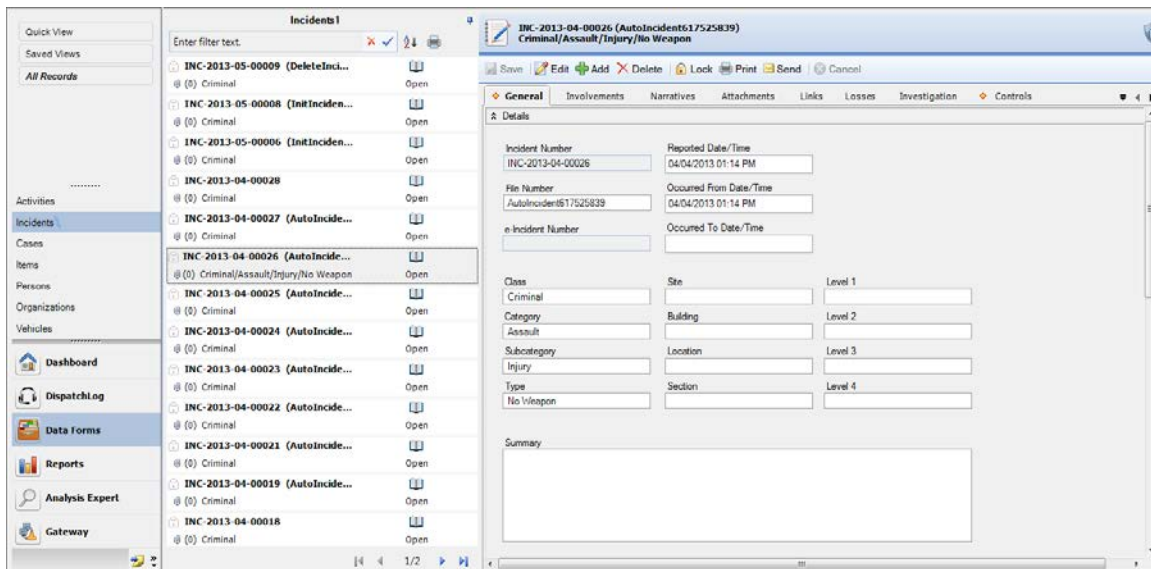 Quick View
Saved Views
All Records
Activities
Incidents
Cases
Items
Persons
Organizations
Vehicles
Dashboard
DispatchLog
Data Forms
Reports
Analysis Expert
Gateway
Incidents1
Enter filter text.
INC-2013-05-00009 (DeleteInci...
(0) Criminal Open
INC-2013-05-00008 (InitInciden...
(0) Criminal Open
INC-2013-05-00006 (InitInciden...
(0) Criminal Open
INC-2013-04-00028
(0) Criminal Open
INC-2013-04-00027 (AutoIncide...
(0) Criminal Open
INC-2013-04-00026 (AutoIncide...
(0) Criminal/Assault/Injury/No Weapon Open
INC-2013-04-00025 (AutoIncide...
(0) Criminal Open
INC-2013-04-00024 (AutoIncide...
(0) Criminal Open
INC-2013-04-00023 (AutoIncide...
(0) Criminal Open
INC-2013-04-00022 (AutoIncide...
(0) Criminal Open
INC-2013-04-00021 (AutoIncide...
(0) Criminal Open
INC-2013-04-00019 (AutoIncide...
(0) Criminal Open
INC-2013-04-00018
(0) Criminal Open
1/2
INC-2013-04-00026 (AutoIncident617525839)
Criminal/Assault/Injury/No Weapon
Save Edit Add Delete Lock Print Send Cancel
General Involvements Narratives Attachments Links Losses Investigation Controls
Details
Incident Number Reported Date/Time
INC-2013-04-00026 04/04/2013 01:14 PM
File Number Occurred From Date/Time
AutoIncident617525839 04/04/2013 01:14 PM
e-Incident Number Occurred To Date/Time
Class Site Level 1
Criminal
Category Building Level 2
Assault
Subcategory Location Level 3
Injury
Type Section Level 4
No Weapon
Summary